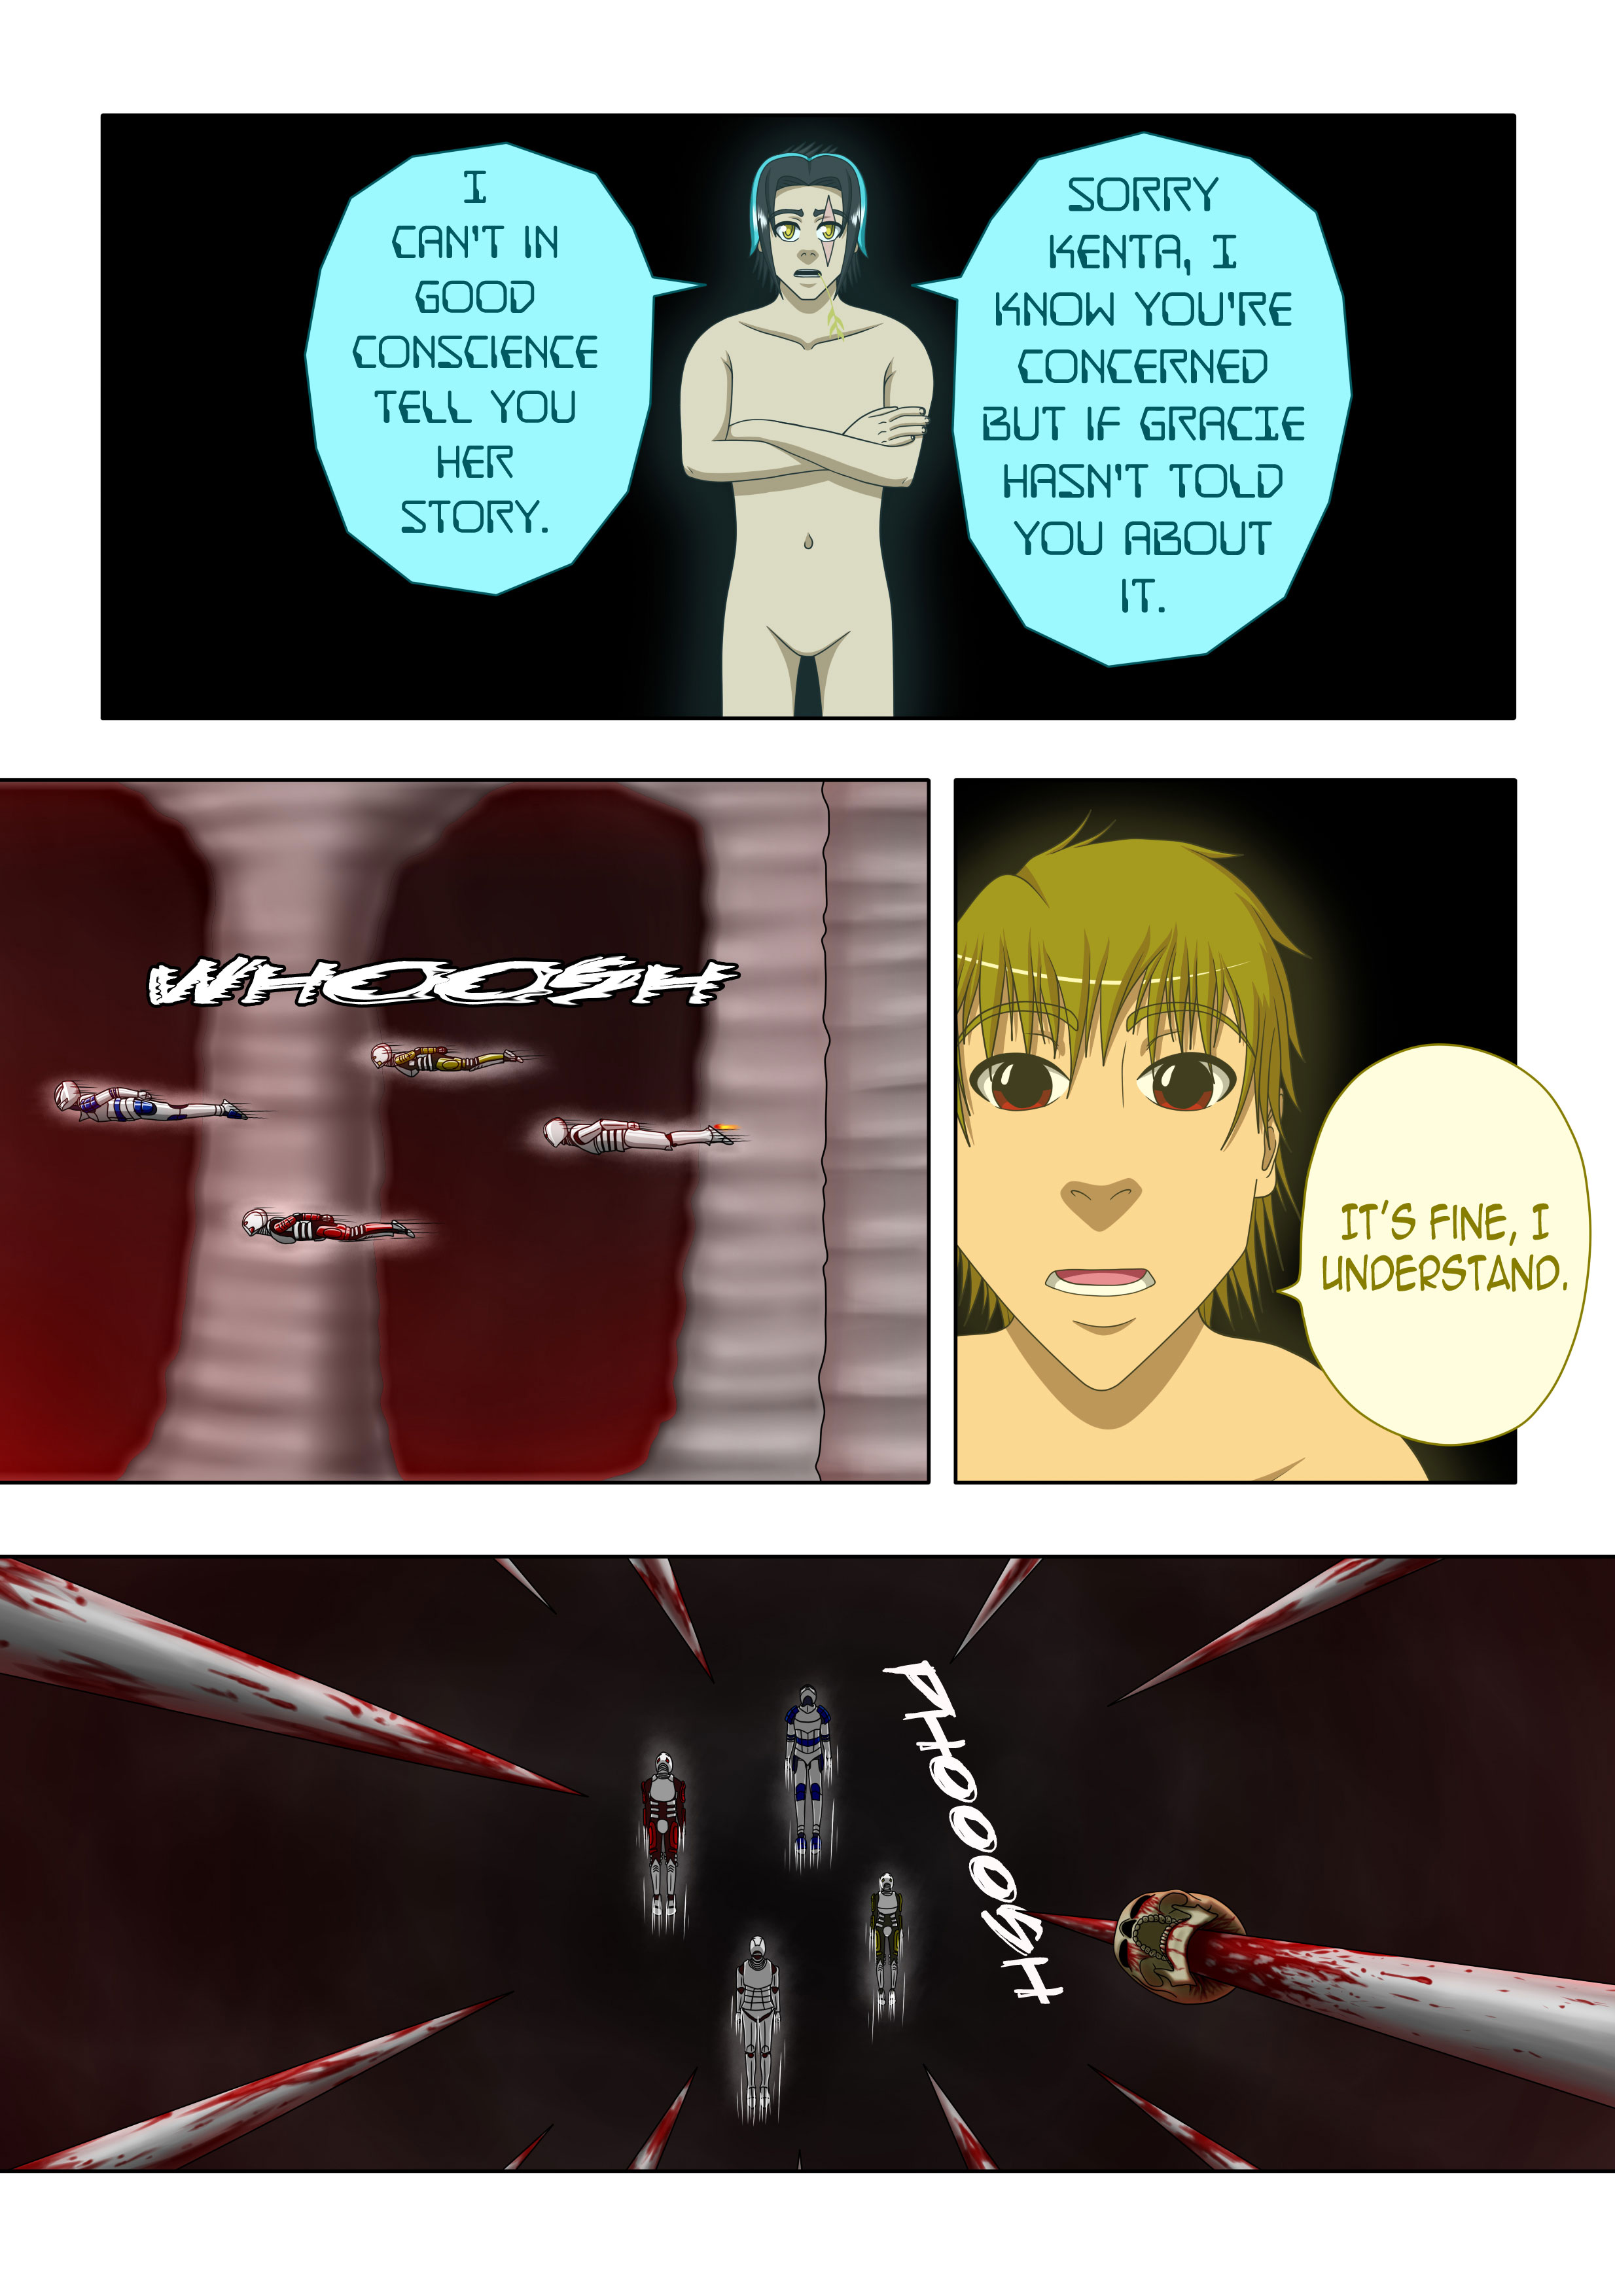 SORRY
KENTA, I
KNOW YOU'RE
CONCERNED
BUT IF GRACIE
HASN'T TOLD
YOU ABOUT
IT.
I
CAN'T IN
GOOD
CONSCIENCE
TELL YOU
HER
STORY.
IT'S FINE, I
UNDERSTAND.
WHOOSH
PHOOOSH